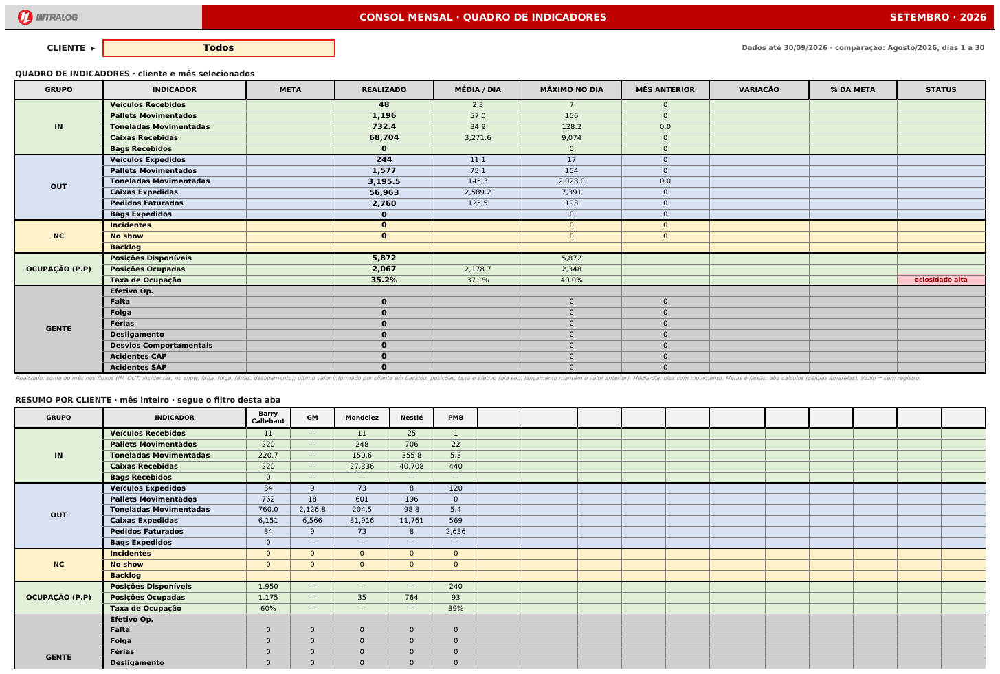 INTRALOG
CONSOL MENSAL · QUADRO DE INDICADORES
SETEMBRO · 2026
CLIENTE ▸ Todos
Dados até 30/09/2026 · comparação: Agosto/2026, dias 1 a 30
QUADRO DE INDICADORES · cliente e mês selecionados
GRUPO INDICADOR META REALIZADO MÉDIA / DIA MÁXIMO NO DIA MÊS ANTERIOR VARIAÇÃO % DA META STATUS
IN
Veículos Recebidos 48 2.3 7 0
Pallets Movimentados 1,196 57.0 156 0
Toneladas Movimentadas 732.4 34.9 128.2 0.0
Caixas Recebidas 68,704 3,271.6 9,074 0
Bags Recebidos 0 0 0
OUT
Veículos Expedidos 244 11.1 17 0
Pallets Movimentados 1,577 75.1 154 0
Toneladas Movimentadas 3,195.5 145.3 2,028.0 0.0
Caixas Expedidas 56,963 2,589.2 7,391 0
Pedidos Faturados 2,760 125.5 193 0
Bags Expedidos 0 0 0
NC
Incidentes 0 0 0
No show 0 0 0
Backlog
OCUPAÇÃO (P.P)
Posições Disponíveis 5,872 5,872
Posições Ocupadas 2,067 2,178.7 2,348
Taxa de Ocupação 35.2% 37.1% 40.0% ociosidade alta
GENTE
Efetivo Op.
Falta 0 0 0
Folga 0 0 0
Férias 0 0 0
Desligamento 0 0 0
Desvios Comportamentais 0 0 0
Acidentes CAF 0 0 0
Acidentes SAF 0 0 0
Realizado: soma do mês nos fluxos (IN, OUT, incidentes, no show, falta, folga, férias, desligamento); último valor informado por cliente em backlog, posições, taxa e efetivo (dia sem lançamento mantém o valor anterior). Média/dia: dias com movimento. Metas e faixas: aba calculos (células amarelas). Vazio = sem registro.
RESUMO POR CLIENTE · mês inteiro · segue o filtro desta aba
GRUPO INDICADOR Barry Callebaut GM Mondelez Nestlé PMB
IN
Veículos Recebidos 11 — 11 25 1
Pallets Movimentados 220 — 248 706 22
Toneladas Movimentadas 220.7 — 150.6 355.8 5.3
Caixas Recebidas 220 — 27,336 40,708 440
Bags Recebidos 0 — — — —
OUT
Veículos Expedidos 34 9 73 8 120
Pallets Movimentados 762 18 601 196 0
Toneladas Movimentadas 760.0 2,126.8 204.5 98.8 5.4
Caixas Expedidas 6,151 6,566 31,916 11,761 569
Pedidos Faturados 34 9 73 8 2,636
Bags Expedidos 0 — — — —
NC
Incidentes 0 0 0 0 0
No show 0 0 0 0 0
Backlog
OCUPAÇÃO (P.P)
Posições Disponíveis 1,950 — — — 240
Posições Ocupadas 1,175 — 35 764 93
Taxa de Ocupação 60% — — — 39%
GENTE
Efetivo Op.
Falta 0 0 0 0 0
Folga 0 0 0 0 0
Férias 0 0 0 0 0
Desligamento 0 0 0 0 0